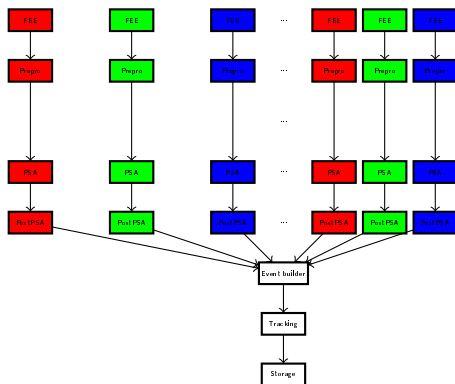 FEE FEE FEE ... FEE FEE FEE
Prepro Prepro Prepro ... Prepro Prepro Prepro
...
PSA PSA PSA ... PSA PSA PSA
PostPSA PostPSA PostPSA ... PostPSA PostPSA PostPSA
Event builder
Tracking
Storage